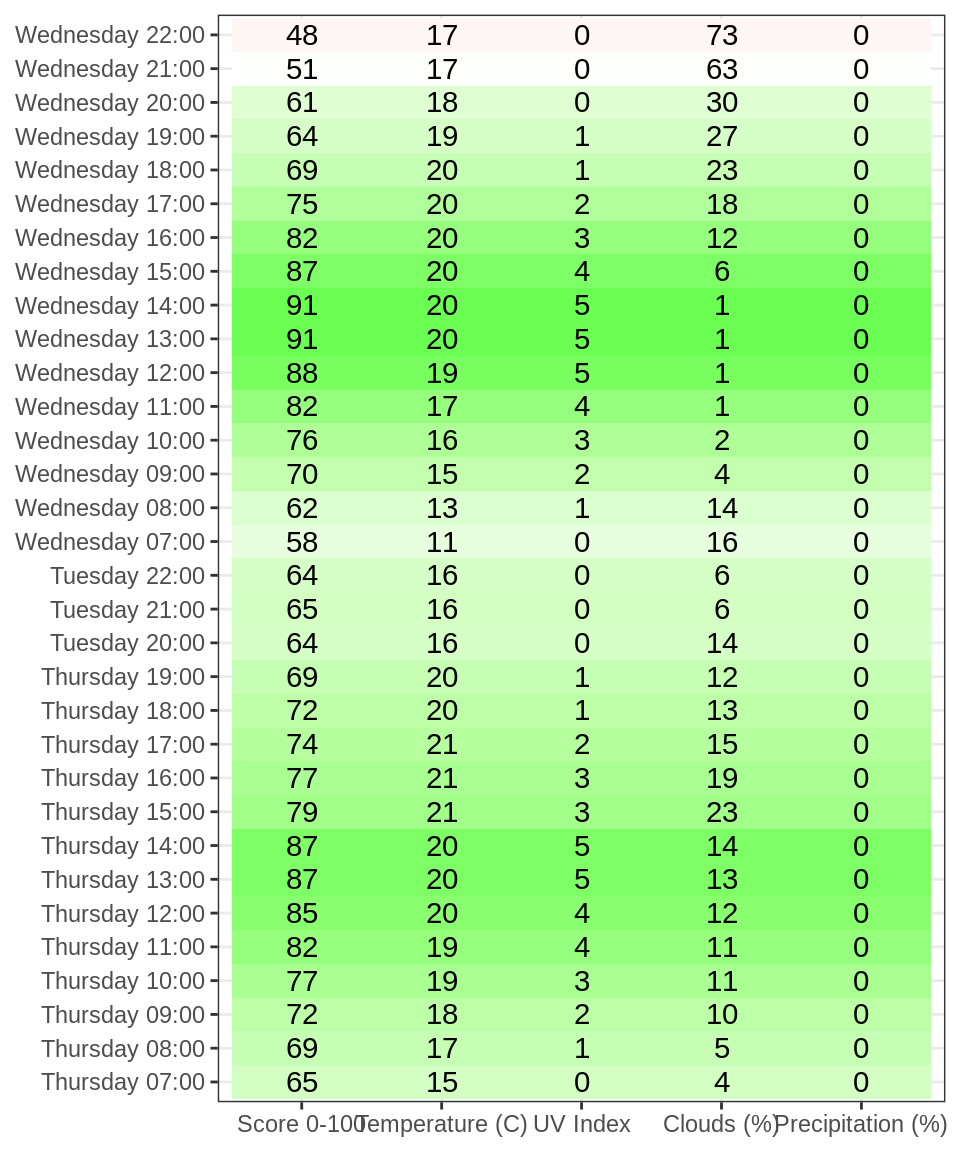 Wednesday 22:00 48 17 0 73 0
Wednesday 21:00 51 17 0 63 0
Wednesday 20:00 61 18 0 30 0
Wednesday 19:00 64 19 1 27 0
Wednesday 18:00 69 20 1 23 0
Wednesday 17:00 75 20 2 18 0
Wednesday 16:00 82 20 3 12 0
Wednesday 15:00 87 20 4 6 0
Wednesday 14:00 91 20 5 1 0
Wednesday 13:00 91 20 5 1 0
Wednesday 12:00 88 19 5 1 0
Wednesday 11:00 82 17 4 1 0
Wednesday 10:00 76 16 3 2 0
Wednesday 09:00 70 15 2 4 0
Wednesday 08:00 62 13 1 14 0
Wednesday 07:00 58 11 0 16 0
Tuesday 22:00 64 16 0 6 0
Tuesday 21:00 65 16 0 6 0
Tuesday 20:00 64 16 0 14 0
Thursday 19:00 69 20 1 12 0
Thursday 18:00 72 20 1 13 0
Thursday 17:00 74 21 2 15 0
Thursday 16:00 77 21 3 19 0
Thursday 15:00 79 21 3 23 0
Thursday 14:00 87 20 5 14 0
Thursday 13:00 87 20 5 13 0
Thursday 12:00 85 20 4 12 0
Thursday 11:00 82 19 4 11 0
Thursday 10:00 77 19 3 11 0
Thursday 09:00 72 18 2 10 0
Thursday 08:00 69 17 1 5 0
Thursday 07:00 65 15 0 4 0
Score 0-100 Temperature (C) UV Index Clouds (%) Precipitation (%)